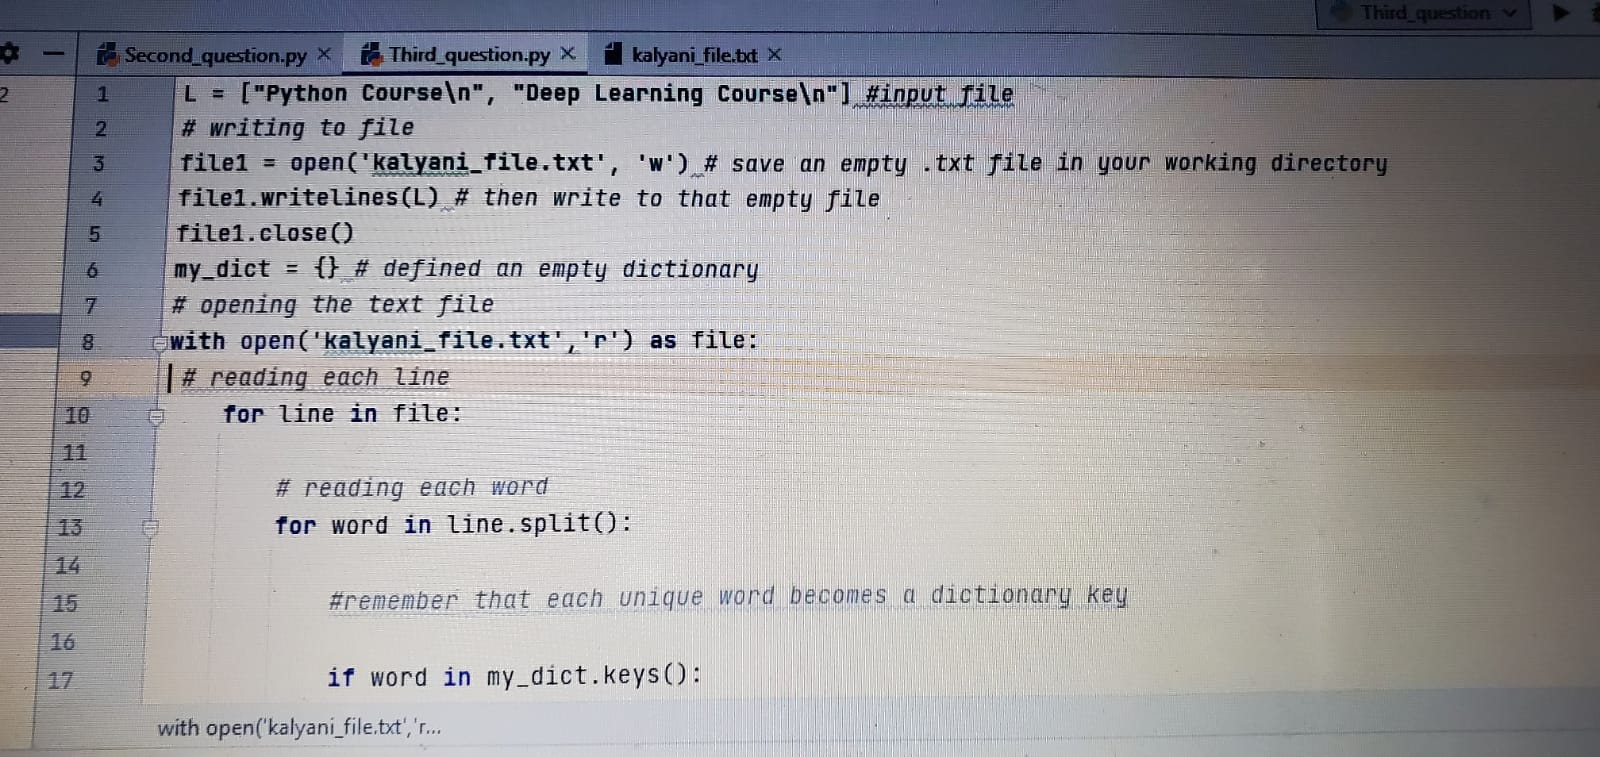 Third_question
Second_question.py
Third_question.py
kalyani_file.txt
2
1 L = ["Python Course\n", "Deep Learning Course\n"] #input file
2 # writing to file
3 file1 = open('kalyani_file.txt', 'w') # save an empty .txt file in your working directory
4 file1.writelines(L) # then write to that empty file
5 file1.close()
6 my_dict = {} # defined an empty dictionary
7 # opening the text file
8 with open('kalyani_file.txt','r') as file:
9 # reading each line
10 for line in file:
11
12 # reading each word
13 for word in line.split():
14
15 #remember that each unique word becomes a dictionary key
16
17 if word in my_dict.keys():
with open('kalyani_file.txt','r...